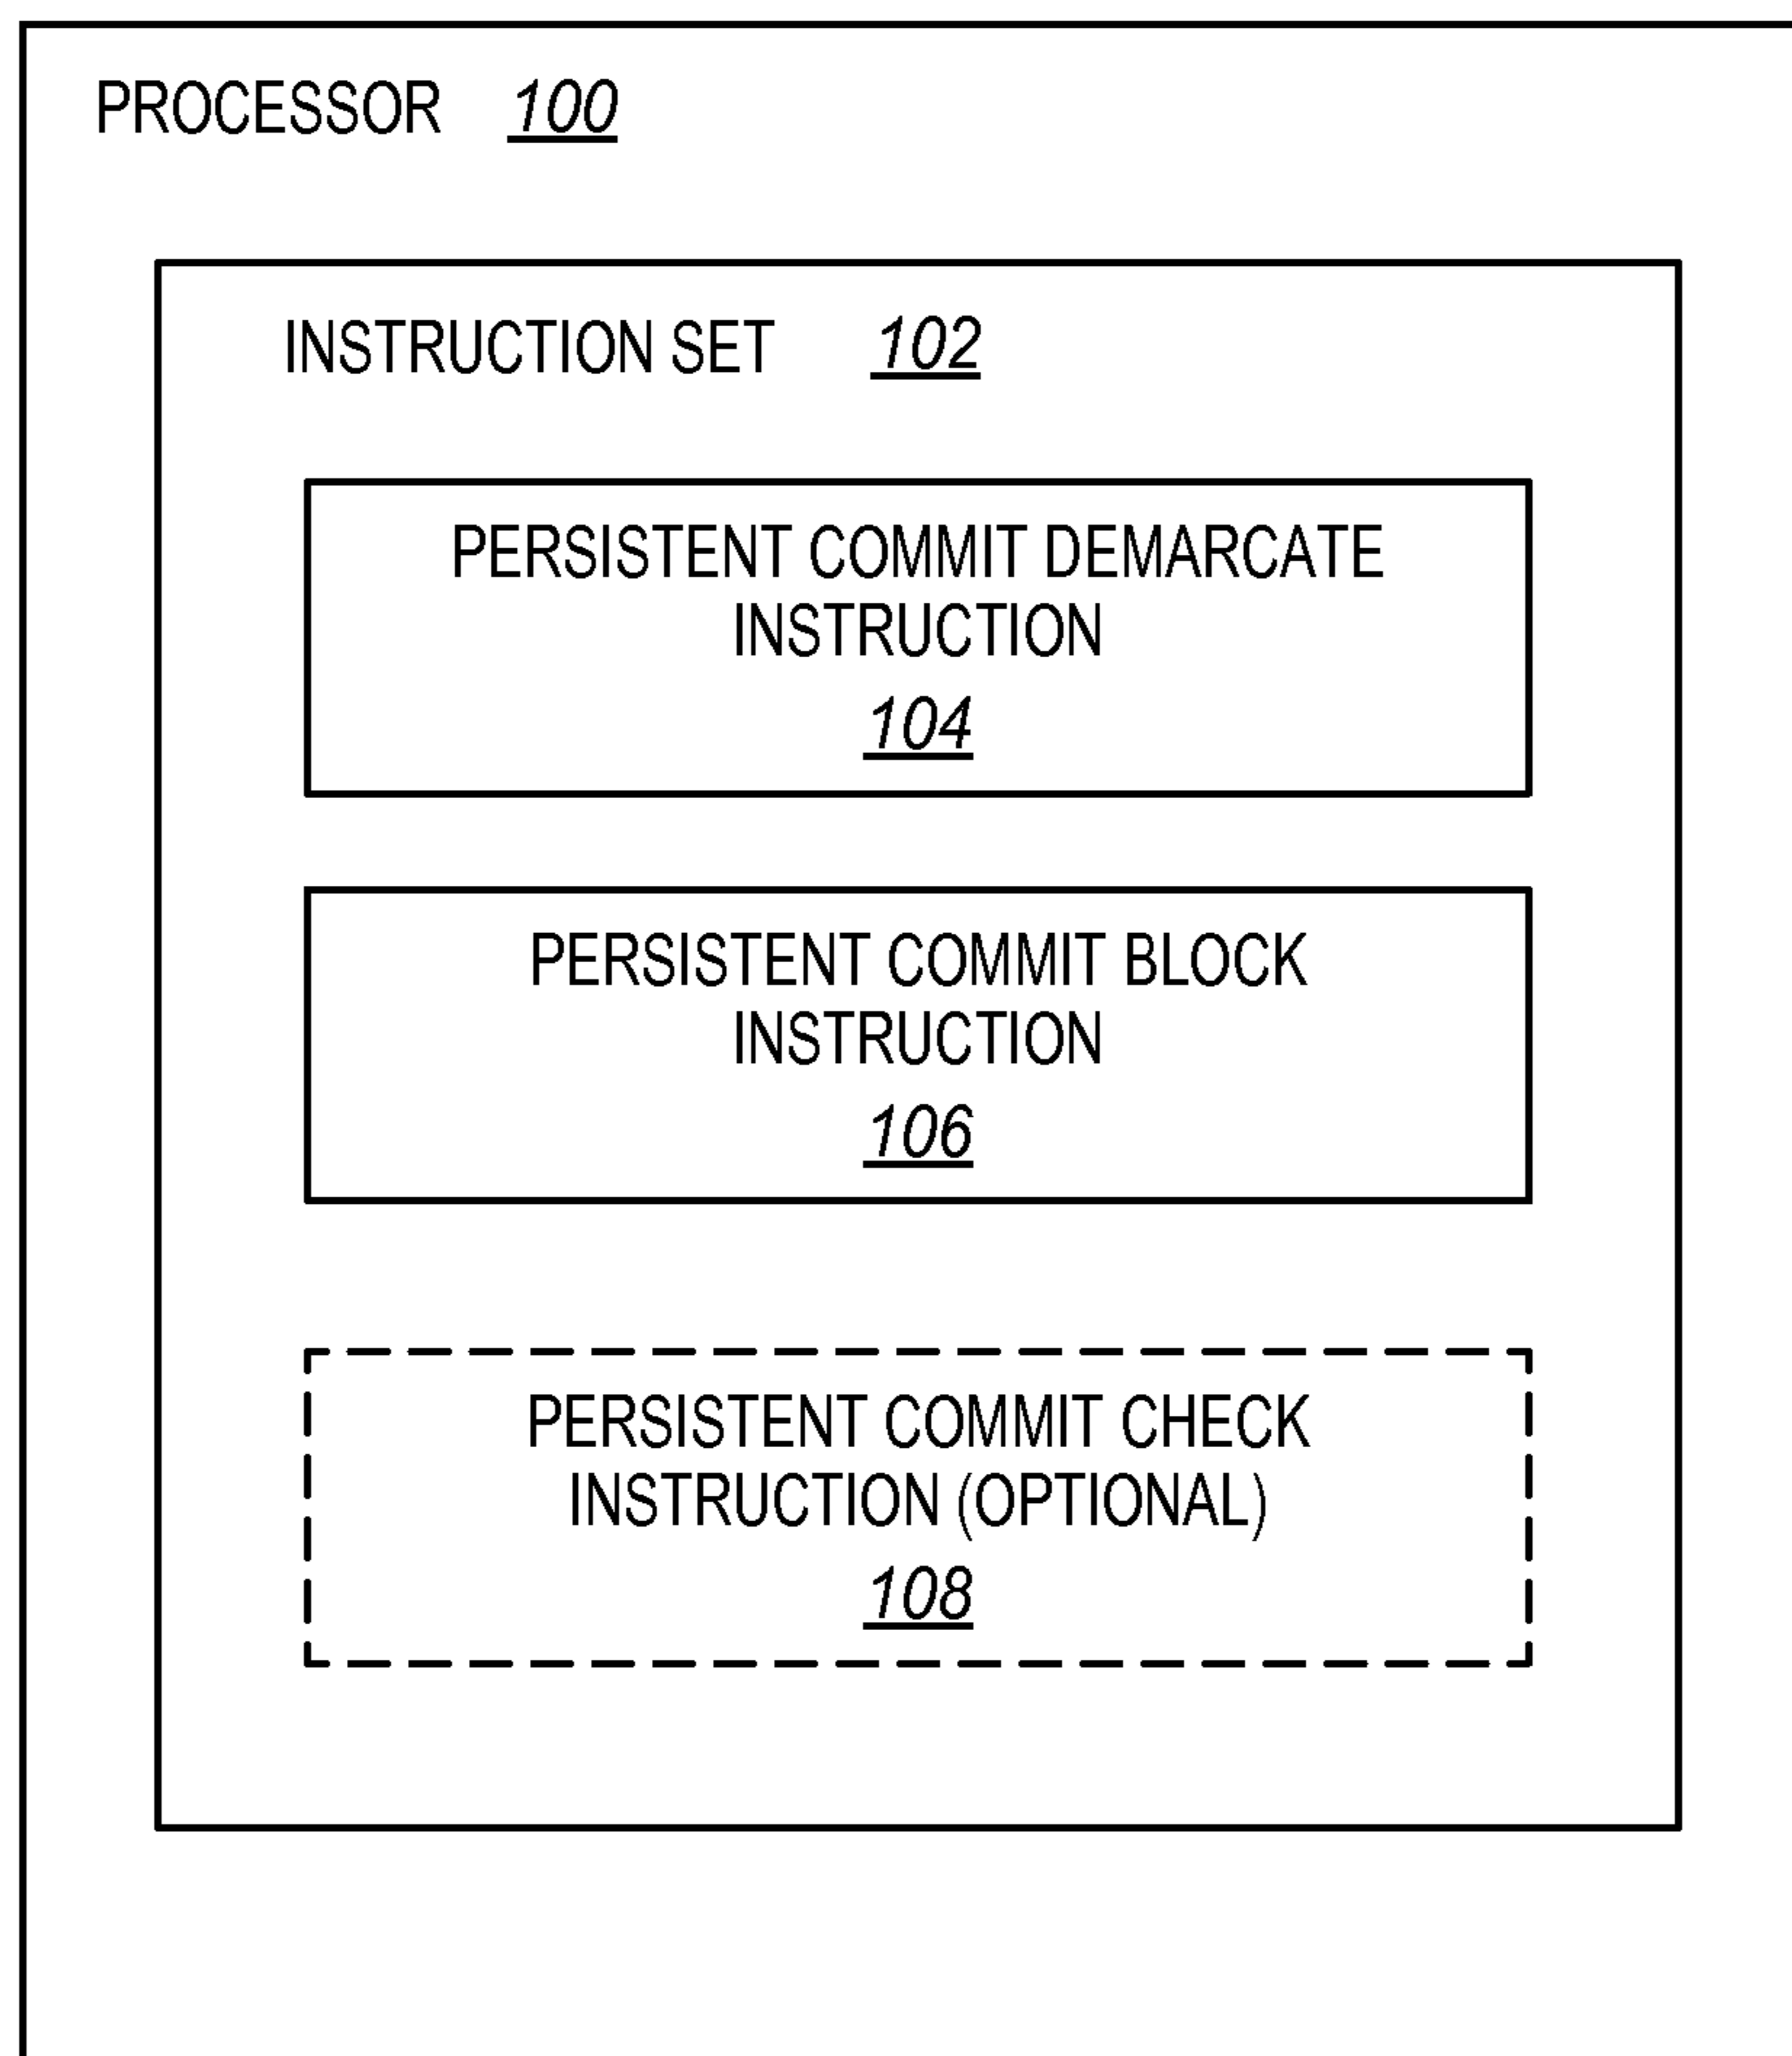 PROCESSOR 100
INSTRUCTION SET 102
PERSISTENT COMMIT DEMARCATE
INSTRUCTION
104
PERSISTENT COMMIT BLOCK
INSTRUCTION
106
PERSISTENT COMMIT CHECK
INSTRUCTION (OPTIONAL)
108